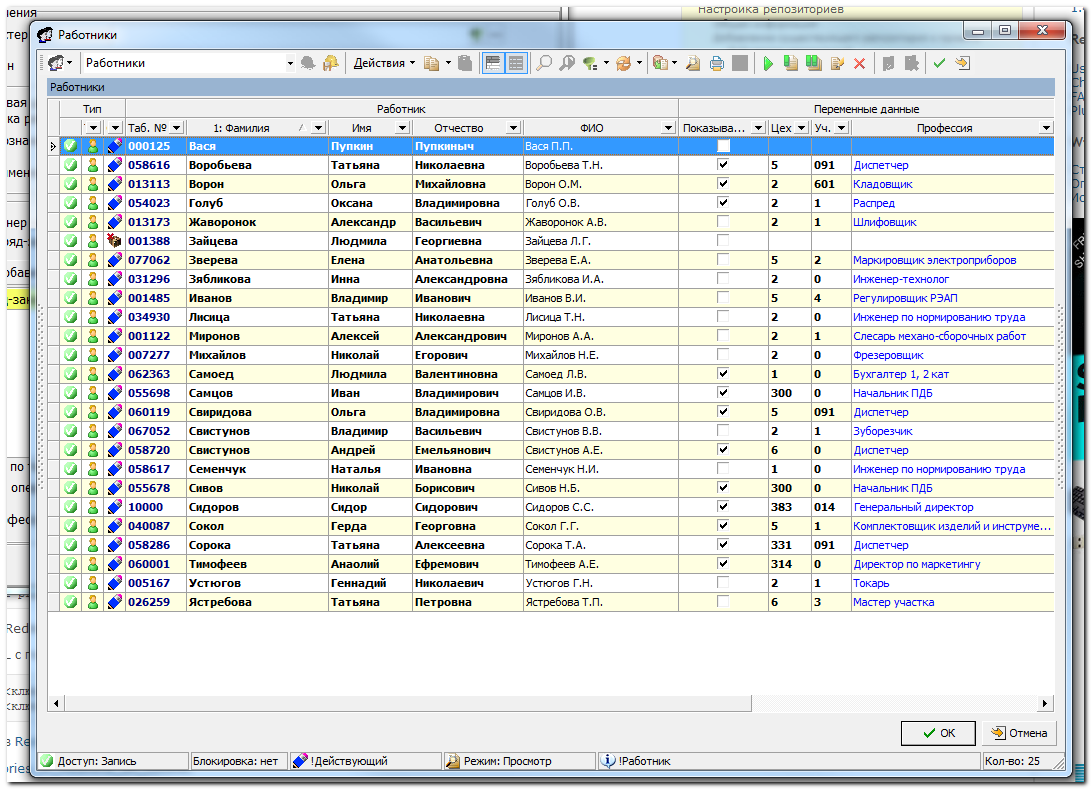 Настройка репозиториев
Работники
Работники Действия
Работники
Тип Работник Переменные данные
Таб. № 1: Фамилия Имя Отчество ФИО Показыва... Цех Уч. Профессия
000125 Вася Пупкин Пупкиныч Вася П.П.
058616 Воробьева Татьяна Николаевна Воробьева Т.Н. 5 091 Диспетчер
013113 Ворон Ольга Михайловна Ворон О.М. 2 601 Кладовщик
054023 Голуб Оксана Владимировна Голуб О.В. 2 1 Распред
013173 Жаворонок Александр Васильевич Жаворонок А.В. 2 1 Шлифовщик
001388 Зайцева Людмила Георгиевна Зайцева Л.Г.
077062 Зверева Елена Анатольевна Зверева Е.А. 5 2 Маркировщик электроприборов
031296 Зябликова Инна Александровна Зябликова И.А. 2 0 Инженер-технолог
001485 Иванов Владимир Иванович Иванов В.И. 5 4 Регулировщик РЭАП
034930 Лисица Татьяна Николаевна Лисица Т.Н. 2 0 Инженер по нормированию труда
001122 Миронов Алексей Александрович Миронов А.А. 2 1 Слесарь механо-сборочных работ
007277 Михайлов Николай Егорович Михайлов Н.Е. 2 0 Фрезеровщик
062363 Самоед Людмила Валентиновна Самоед Л.В. 1 0 Бухгалтер 1, 2 кат
055698 Самцов Иван Владимирович Самцов И.В. 300 0 Начальник ПДБ
060119 Свиридова Ольга Владимировна Свиридова О.В. 5 091 Диспетчер
067052 Свистунов Владимир Васильевич Свистунов В.В. 2 1 Зуборезчик
058720 Свистунов Андрей Емельянович Свистунов А.Е. 6 0 Диспетчер
058617 Семенчук Наталья Ивановна Семенчук Н.И. 1 0 Инженер по нормированию труда
055678 Сивов Николай Борисович Сивов Н.Б. 300 0 Начальник ПДБ
10000 Сидоров Сидор Сидорович Сидоров С.С. 383 014 Генеральный директор
040087 Сокол Герда Георговна Сокол Г.Г. 5 1 Комплектовщик изделий и инструме...
058286 Сорока Татьяна Алексеевна Сорока Т.А. 331 091 Диспетчер
060001 Тимофеев Анаолий Ефремович Тимофеев А.Е. 314 0 Директор по маркетингу
005167 Устюгов Геннадий Николаевич Устюгов Г.Н. 2 1 Токарь
026259 Ястребова Татьяна Петровна Ястребова Т.П. 6 3 Мастер участка
OK Отмена
Доступ: Запись Блокировка: нет !Действующий Режим: Просмотр !Работник Кол-во: 25